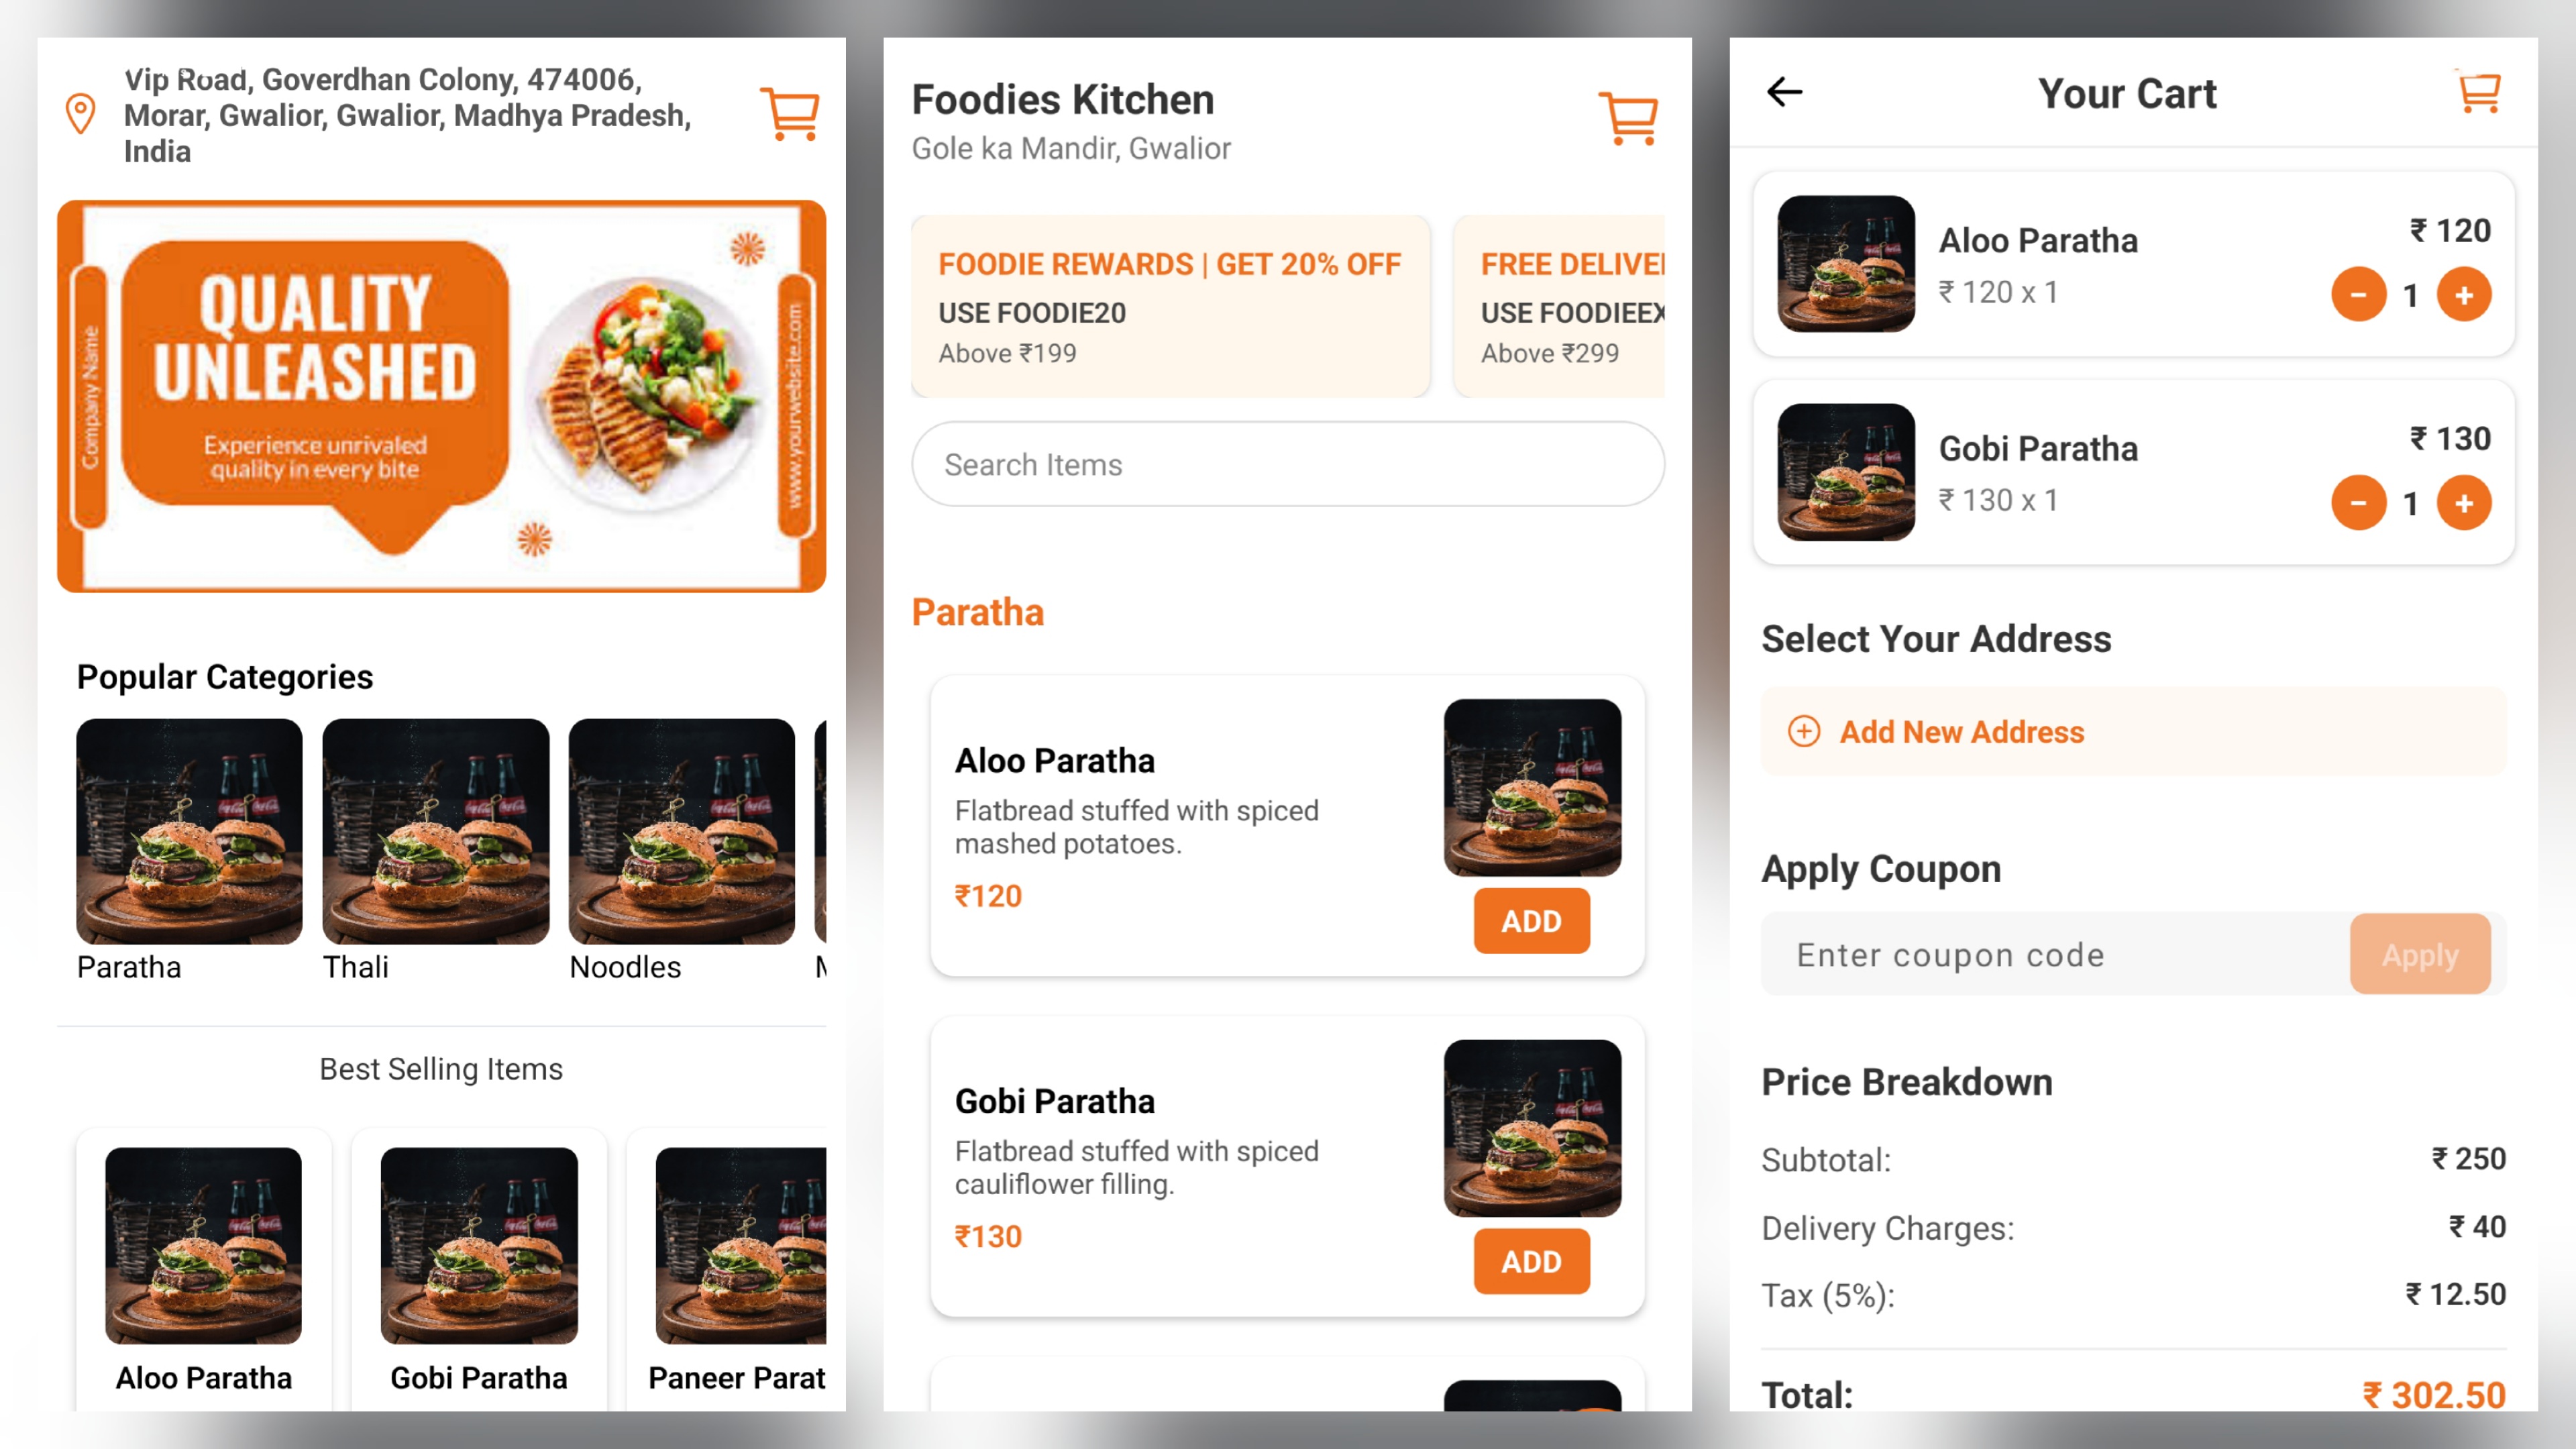 Vip Road, Goverdhan Colony, 474006,
Morar, Gwalior, Gwalior, Madhya Pradesh,
India
Company Name
QUALITY
UNLEASHED
Experience unrivaled
quality in every bite
www.yourwebsite.com
Popular Categories
Paratha
Thali
Noodles
Best Selling Items
Aloo Paratha
Gobi Paratha
Paneer Parat
Foodies Kitchen
Gole ka Mandir, Gwalior
FOODIE REWARDS | GET 20% OFF
USE FOODIE20
Above ₹199
FREE DELIVE
USE FOODIEEX
Above ₹299
Search Items
Paratha
Aloo Paratha
Flatbread stuffed with spiced
mashed potatoes.
₹120
ADD
Gobi Paratha
Flatbread stuffed with spiced
cauliflower filling.
₹130
ADD
Your Cart
Aloo Paratha
₹ 120 x 1
₹ 120
− 1 +
Gobi Paratha
₹ 130 x 1
₹ 130
− 1 +
Select Your Address
Add New Address
Apply Coupon
Enter coupon code
Apply
Price Breakdown
Subtotal: ₹ 250
Delivery Charges: ₹ 40
Tax (5%): ₹ 12.50
Total: ₹ 302.50